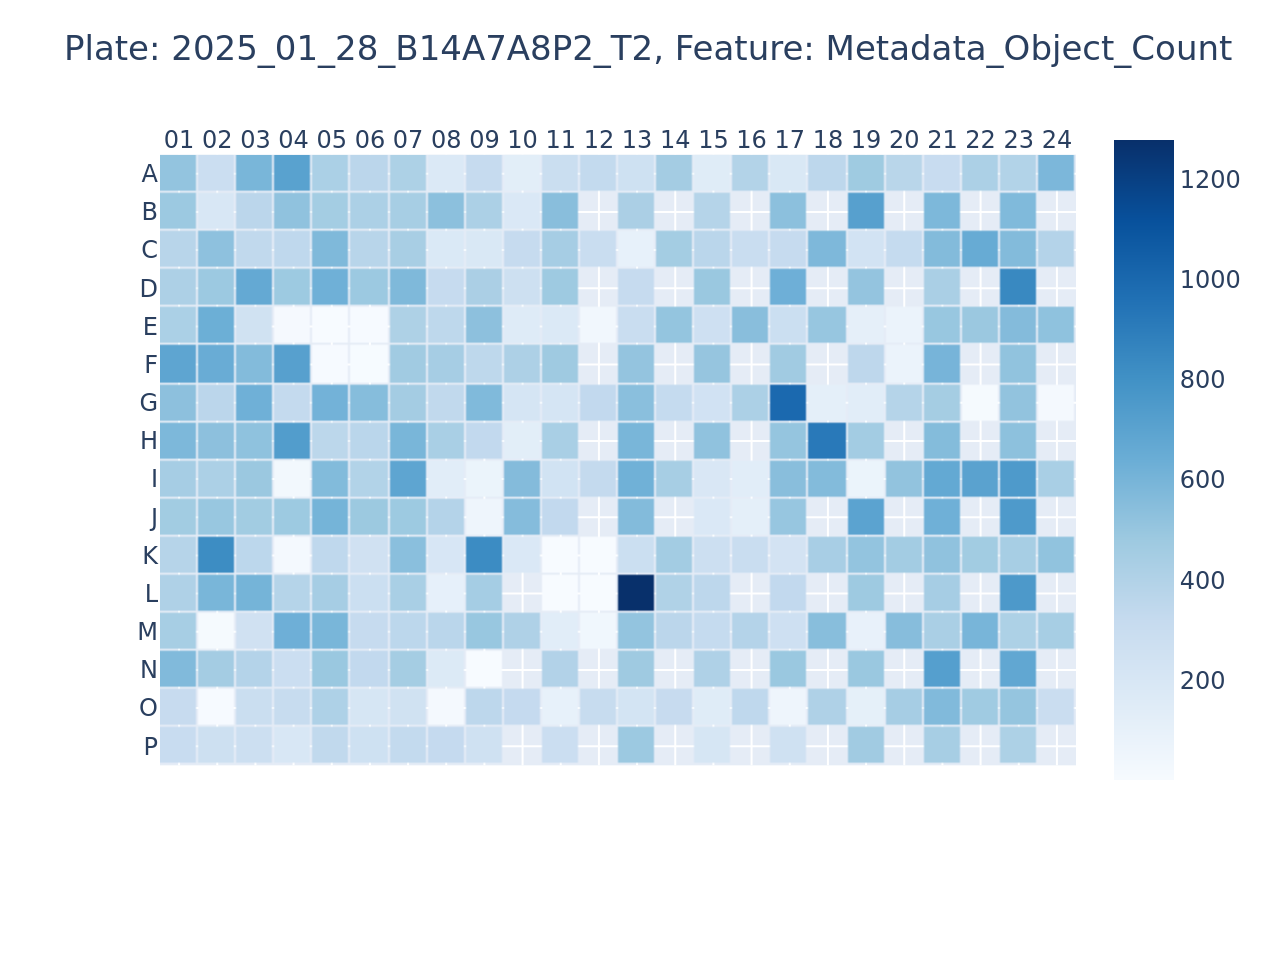 Plate: 2025_01_28_B14A7A8P2_T2, Feature: Metadata_Object_Count
01 02 03 04 05 06 07 08 09 10 11 12 13 14 15 16 17 18 19 20 21 22 23 24
A
B
C
D
E
F
G
H
I
J
K
L
M
N
O
P
1200
1000
800
600
400
200